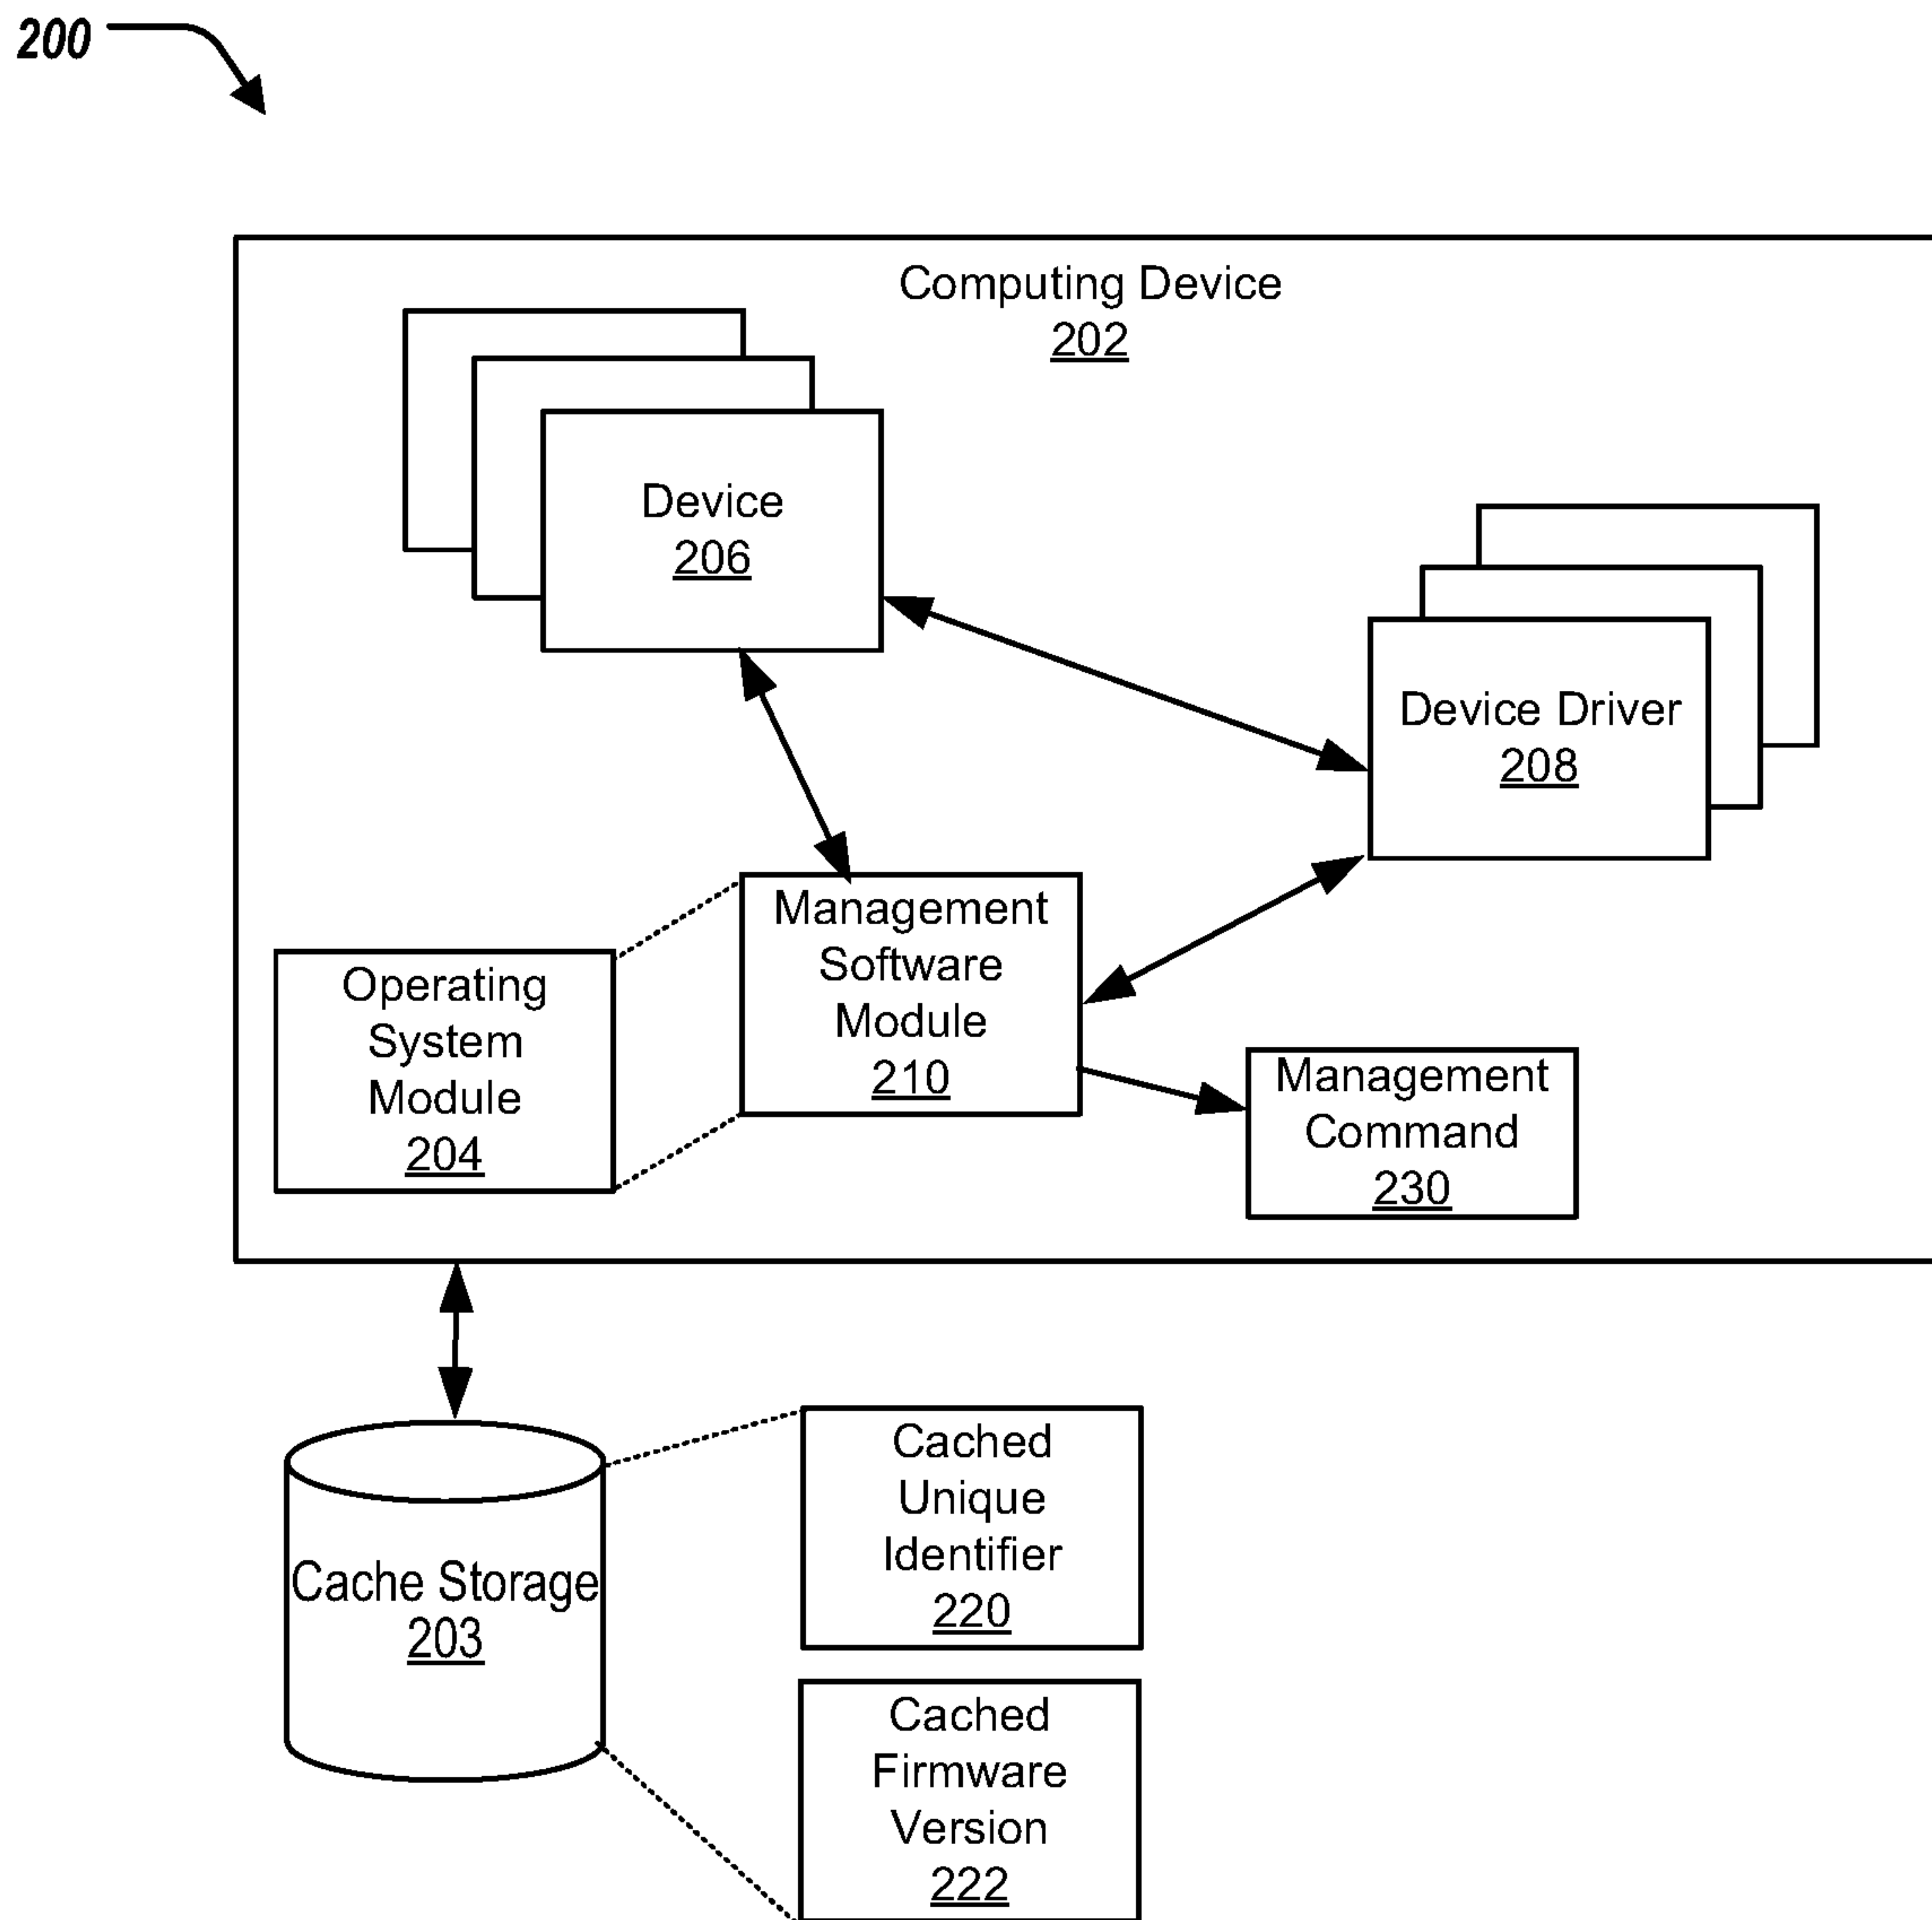 200
Computing Device
202
Device
206
Device Driver
208
Management
Software
Module
210
Operating
System
Module
204
Management
Command
230
Cache Storage
203
Cached
Unique
Identifier
220
Cached
Firmware
Version
222